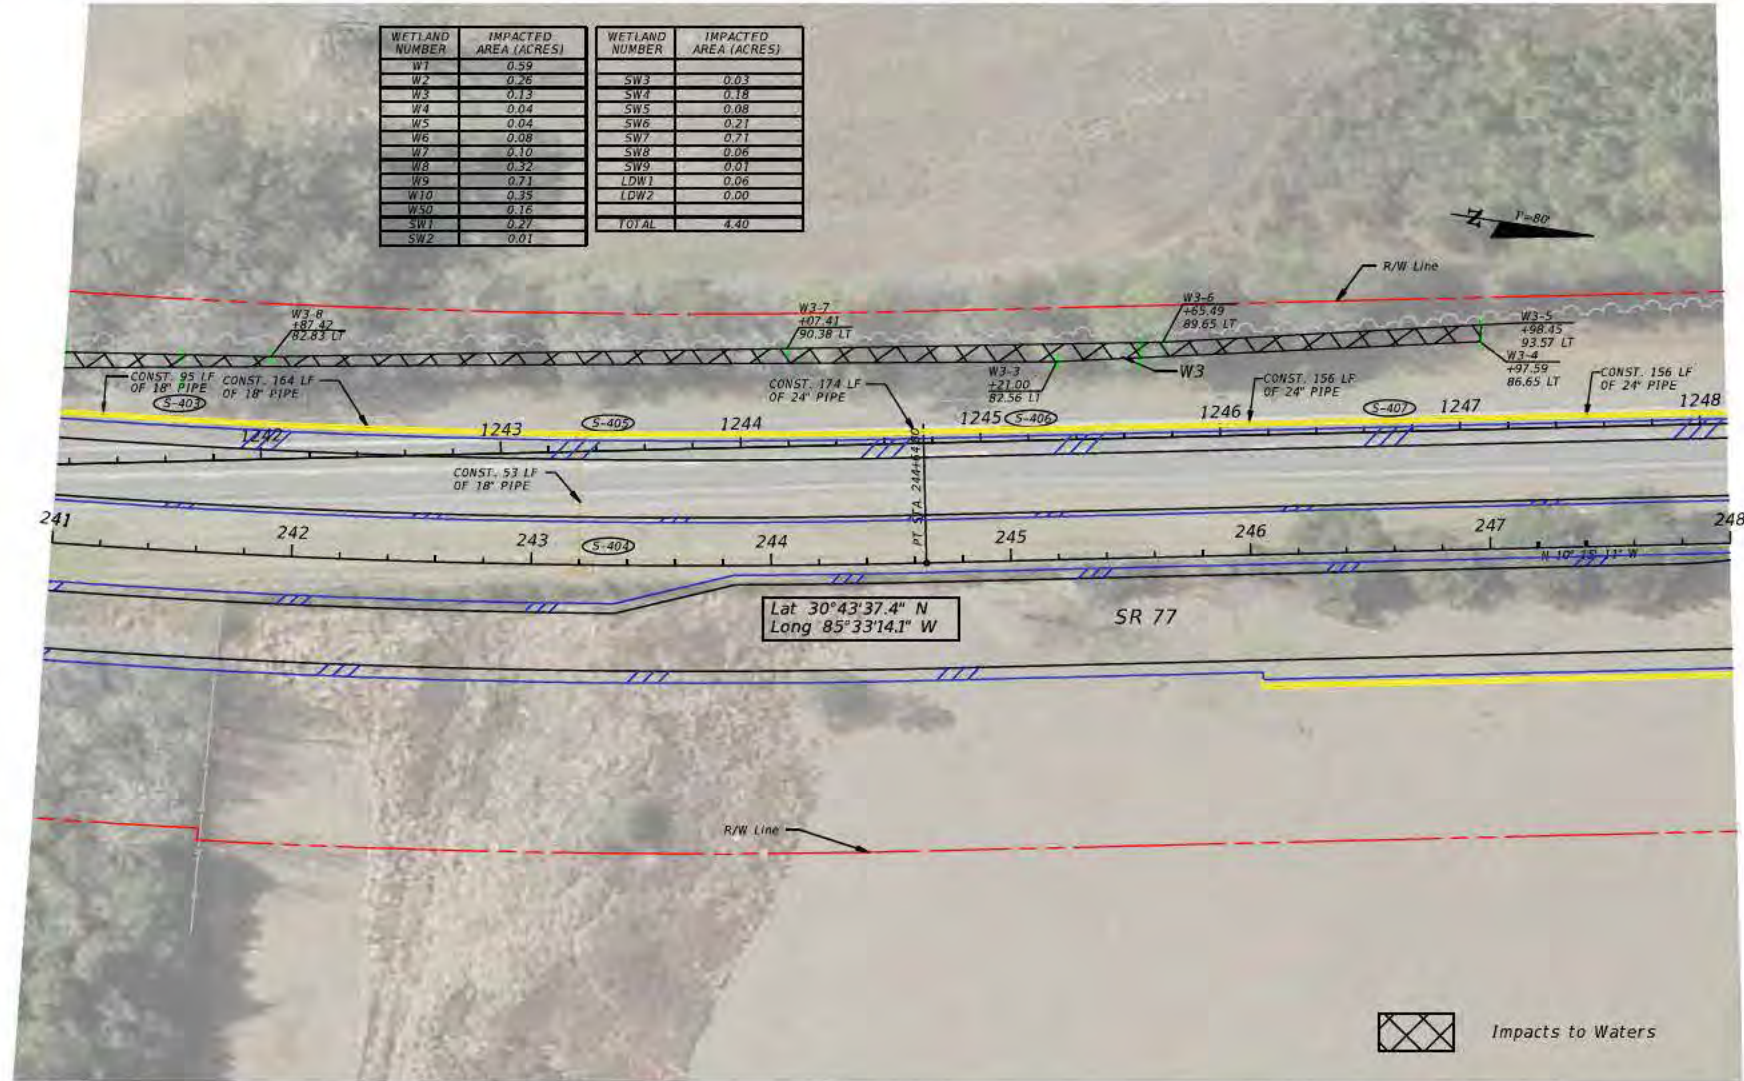 WETLAND NUMBER IMPACTED AREA (ACRES)
W1 0.59
W2 0.26
W3 0.13
W4 0.04
W5 0.04
W6 0.08
W7 0.10
W8 0.32
W9 0.71
W10 0.35
W50 0.16
SW1 0.27
SW2 0.01
WETLAND NUMBER IMPACTED AREA (ACRES)
SW3 0.03
SW4 0.18
SW5 0.08
SW6 0.21
SW7 0.71
SW8 0.06
SW9 0.01
LDW1 0.06
LDW2 0.00
TOTAL 4.40
N
1"=80'
R/W Line
W3-8
+87.42
82.83 LT
W3-7
+07.41
90.38 LT
W3-6
+65.49
89.65 LT
W3-5
+98.45
93.57 LT
W3-4
+97.59
86.65 LT
W3-3
+21.00
82.56 LT
W3
CONST. 95 LF
OF 18" PIPE
CONST. 164 LF
OF 18" PIPE
CONST. 174 LF
OF 24" PIPE
CONST. 156 LF
OF 24" PIPE
CONST. 156 LF
OF 24" PIPE
S-403
S-405
S-406
S-407
1242
1243
1244
1245
1246
1247
1248
CONST. 53 LF
OF 18" PIPE
PT STA. 244+64.80
241
242
243
S-404
244
245
246
247
248
Lat 30°43'37.4" N
Long 85°33'14.1" W
SR 77
R/W Line
Impacts to Waters